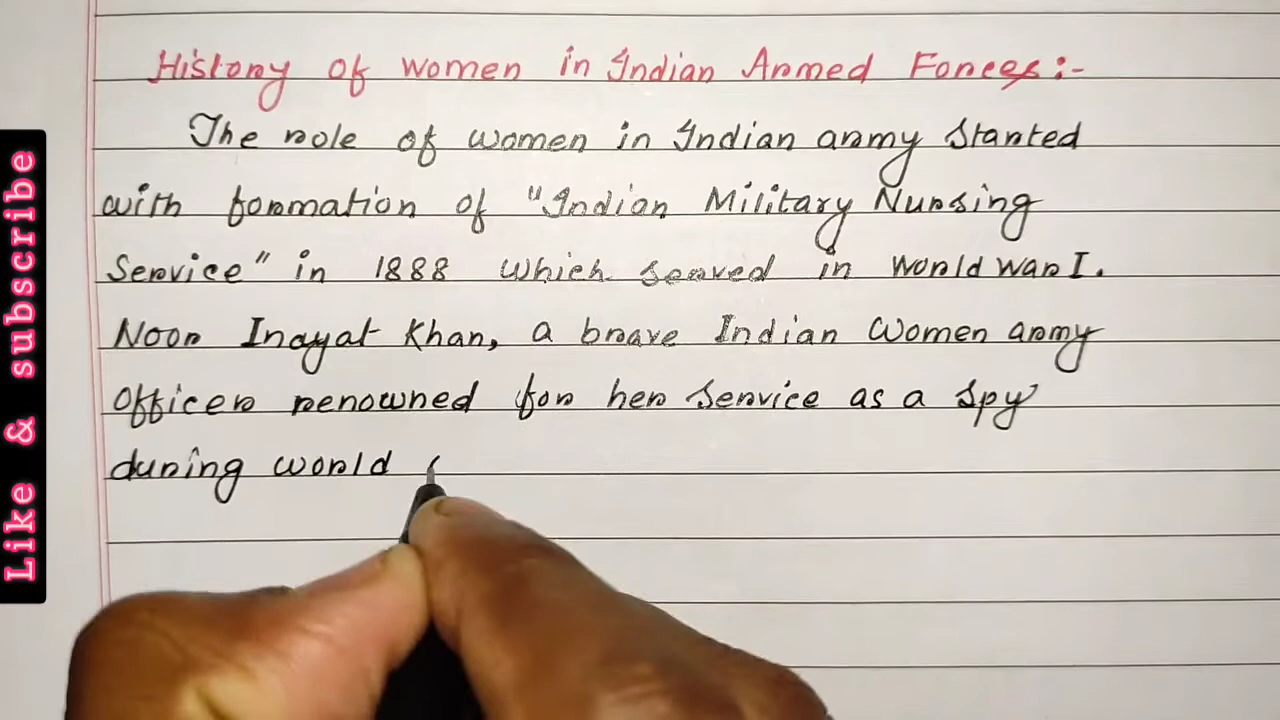 Like & subscribe
History of women in Indian Armed Forces:-
The role of women in Indian army started
with formation of "Indian Military Nursing
Service" in 1888 which served in World War I.
Noor Inayat Khan, a brave Indian Women army
Officer renowned for her service as a spy
during world